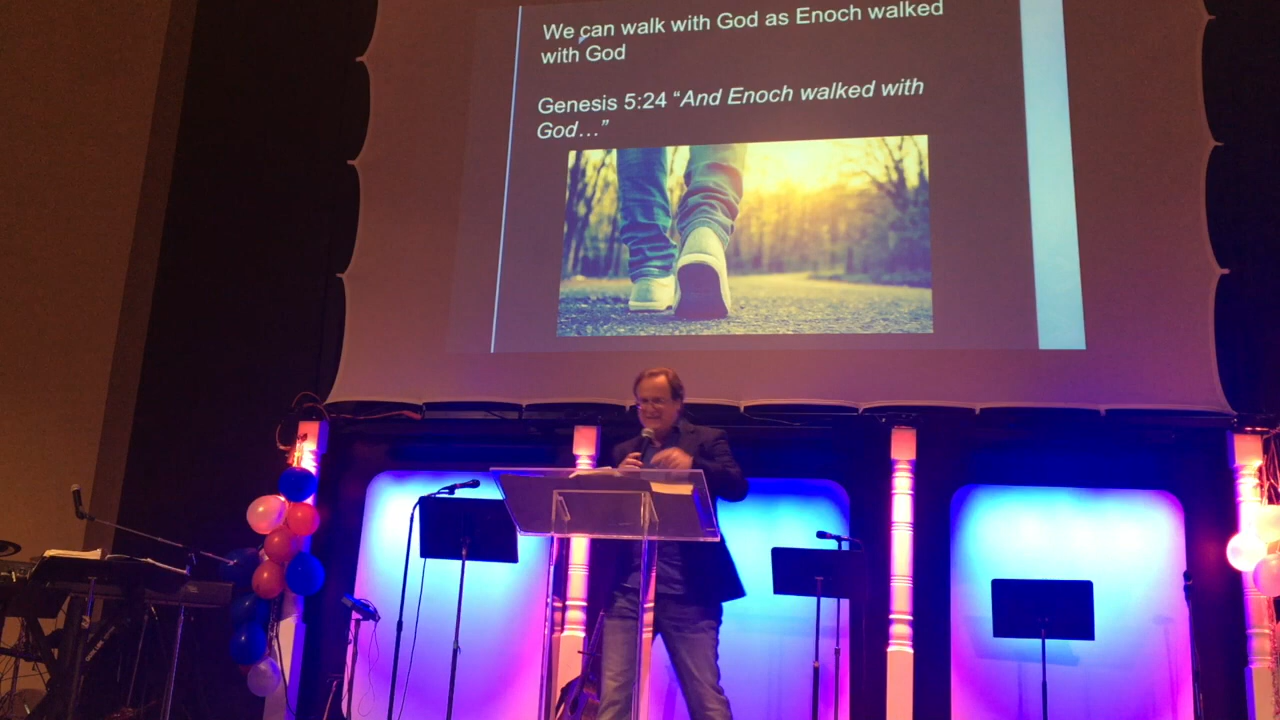 We can walk with God as Enoch walked
with God
Genesis 5:24 “And Enoch walked with
God…”